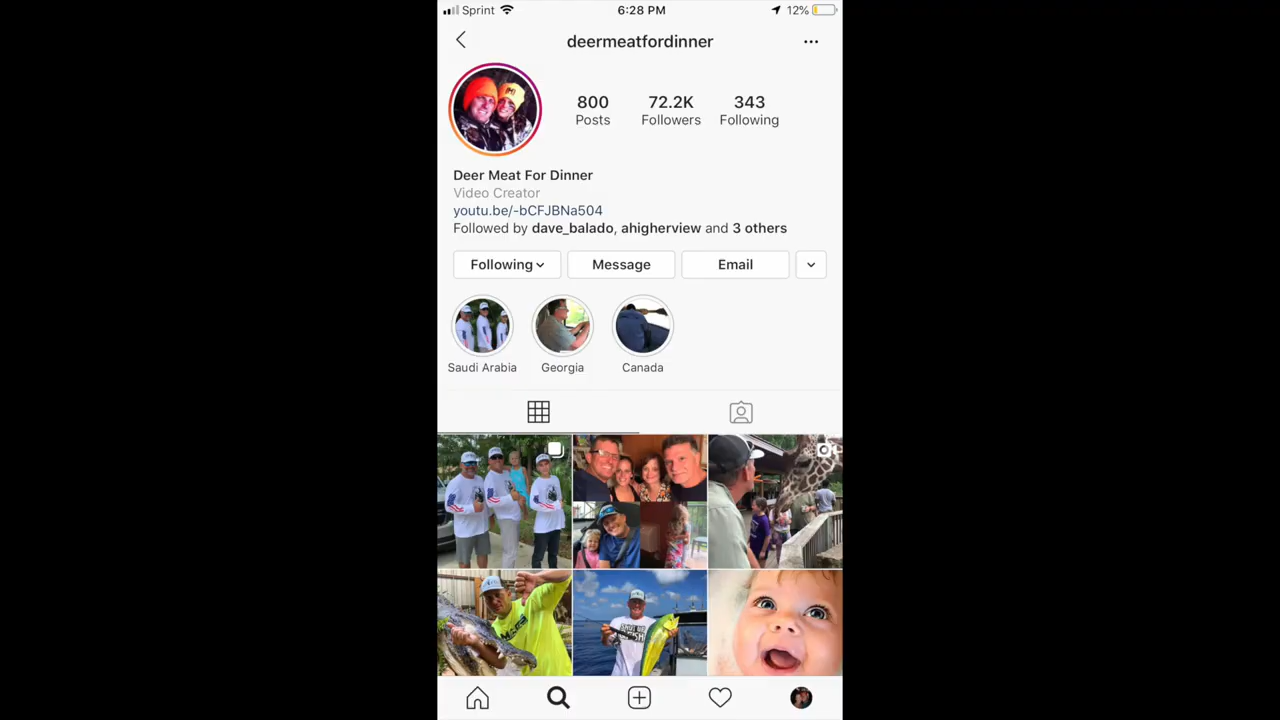 Sprint 6:28 PM 12%
deermeatfordinner
800 72.2K 343
Posts Followers Following
Deer Meat For Dinner
Video Creator
youtu.be/-bCFJBNa504
Followed by dave_balado, ahigherview and 3 others
Following Message Email
Saudi Arabia Georgia Canada